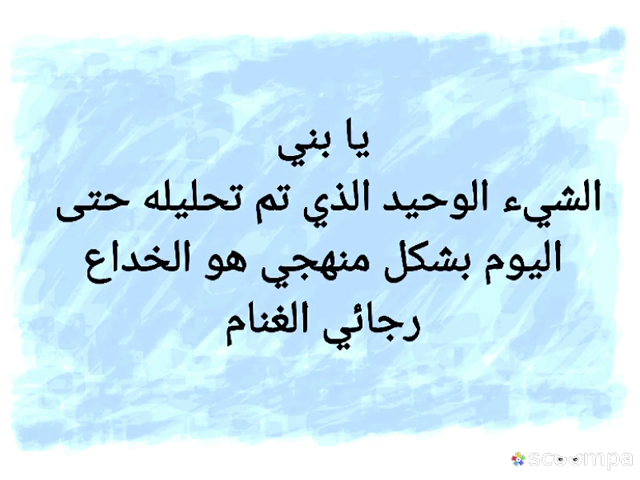 يا بني
الشيء الوحيد الذي تم تحليله حتى
اليوم بشكل منهجي هو الخداع
رجائي الغنام
scoompa